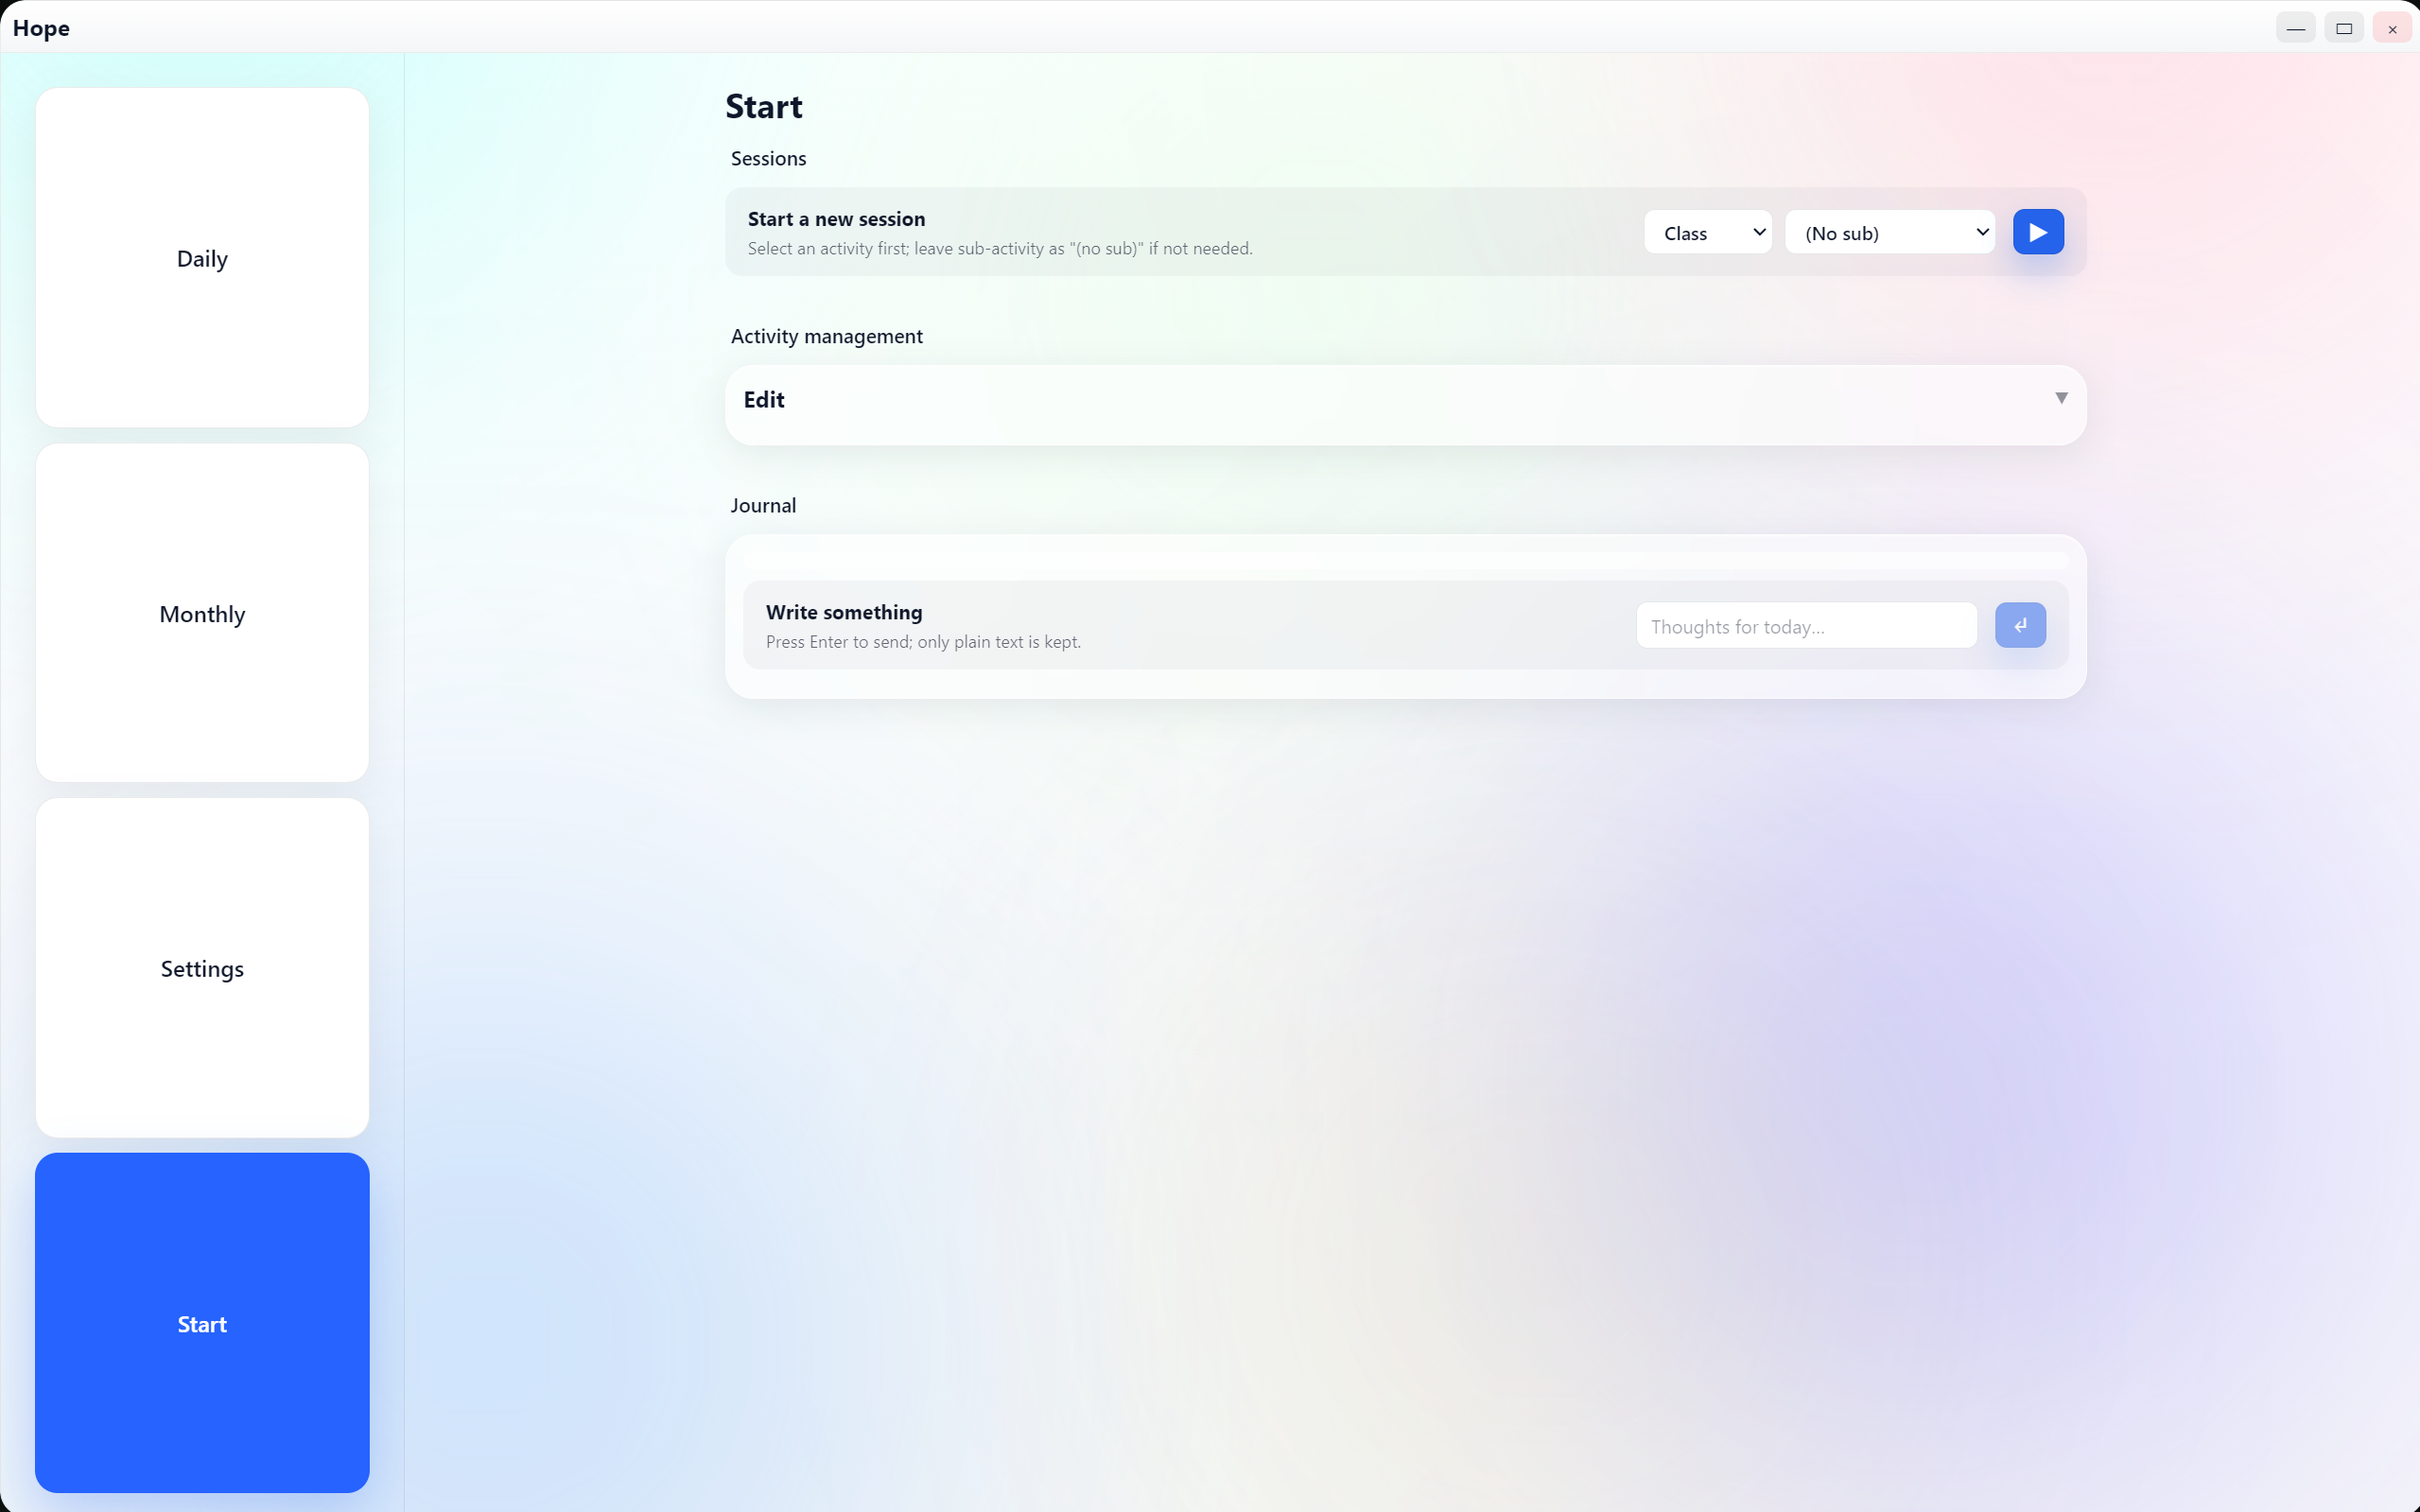 Hope
Daily
Monthly
Settings
Start
Start
Sessions
Start a new session
Select an activity first; leave sub-activity as "(no sub)" if not needed.
Class
(No sub)
Activity management
Edit
Journal
Write something
Press Enter to send; only plain text is kept.
Thoughts for today...